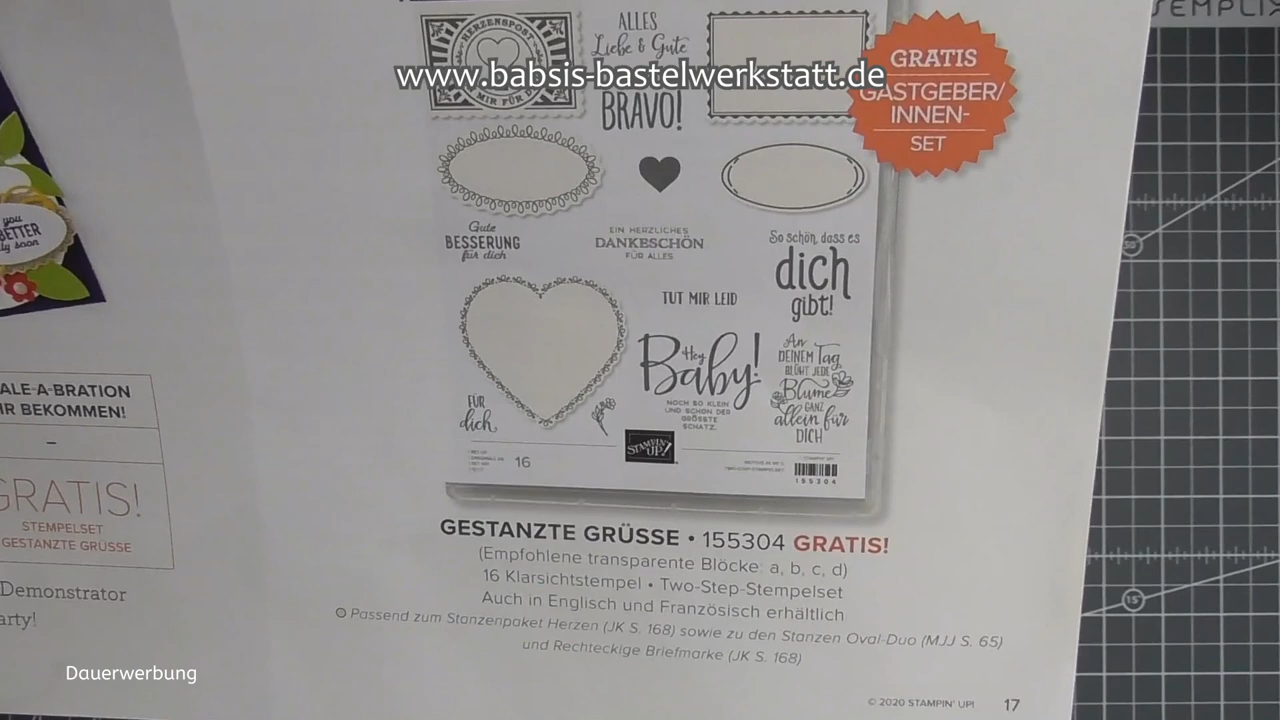 HERZENSPOST
MIR FÜR D
ALLES
Liebe & Gute
BRAVO!
www.babsis-bastelwerkstatt.de
GRATIS
GASTGEBER/
INNEN-
SET
Gute
BESSERUNG
für dich
EIN HERZLICHES
DANKESCHÖN
FÜR ALLES
So schön, dass es
dich
gibt!
TUT MIR LEID
Hey
Baby!
NOCH SO KLEIN
UND SCHON DER
GRÖSSTE
SCHATZ.
An
DEINEM Tag
BLÜHT JEDE
Blume
GANZ
allein für
DICH
FÜR
dich
16
STAMPIN' UP!
155304
you
BETTER
ly soon
ALE-A-BRATION
HR BEKOMMEN!
–
GRATIS!
STEMPELSET
GESTANZTE GRÜSSE
Demonstrator
arty!
GESTANZTE GRÜSSE • 155304 GRATIS!
(Empfohlene transparente Blöcke: a, b, c, d)
16 Klarsichtstempel • Two-Step-Stempelset
Auch in Englisch und Französisch erhältlich
Passend zum Stanzenpaket Herzen (JK S. 168) sowie zu den Stanzen Oval-Duo (MJJ S. 65)
und Rechteckige Briefmarke (JK S. 168)
Dauerwerbung
© 2020 STAMPIN' UP! 17
30°
15°